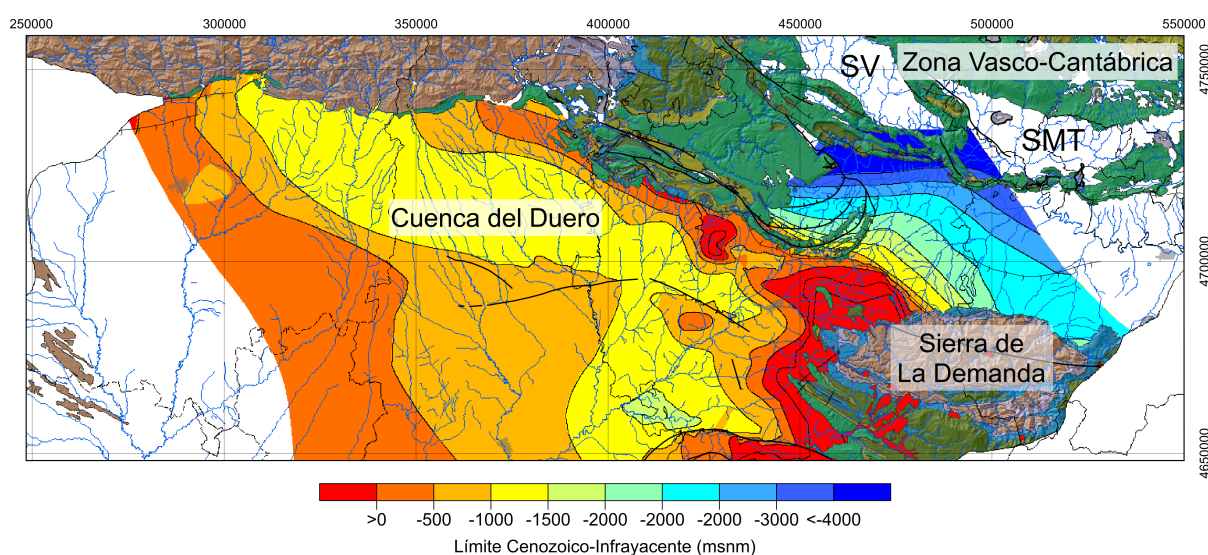 250000 300000 350000 400000 450000 500000 550000
SV
Zona Vasco-Cantábrica
4750000
SMT
Cuenca del Duero
4700000
Sierra de
La Demanda
4650000
>0 -500 -1000 -1500 -2000 -2000 -2000 -3000 <-4000
Límite Cenozoico-Infrayacente (msnm)